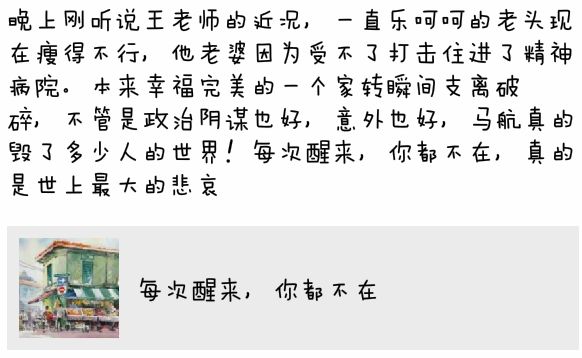 晚上刚听说王老师的近况，一直乐呵呵的老头现
在瘦得不行，他老婆因为受不了打击住进了精神
病院。本来幸福完美的一个家转瞬间支离破
碎，不管是政治阴谋也好，意外也好，马航真的
毁了多少人的世界！每次醒来，你都不在，真的
是世上最大的悲哀
每次醒来，你都不在